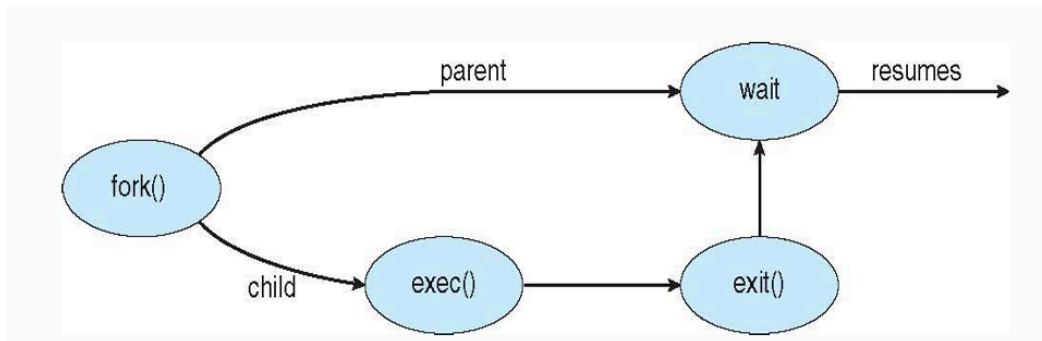 parent
wait
resumes
fork()
child
exec()
exit()